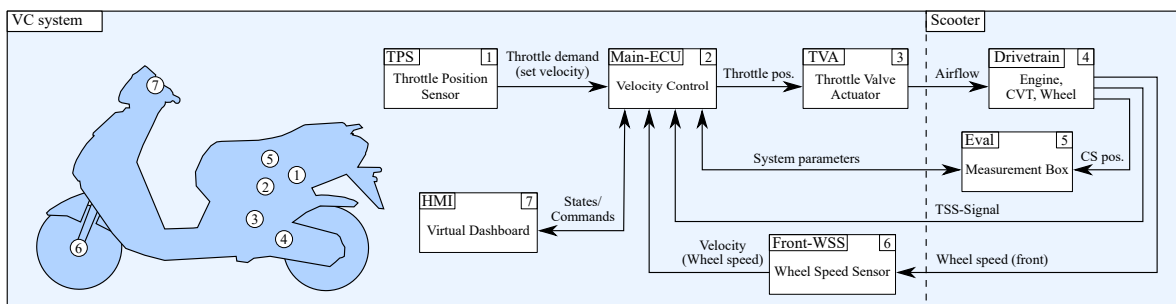 VC system
Scooter
7
5
1
2
3
4
6
TPS 1
Throttle Position
Sensor
Throttle demand
(set velocity)
Main-ECU 2
Velocity Control
Throttle pos.
TVA 3
Throttle Valve
Actuator
Airflow
Drivetrain 4
Engine,
CVT, Wheel
Eval 5
Measurement Box
CS pos.
System parameters
HMI 7
Virtual Dashboard
States/
Commands
TSS-Signal
Velocity
(Wheel speed)
Front-WSS 6
Wheel Speed Sensor
Wheel speed (front)